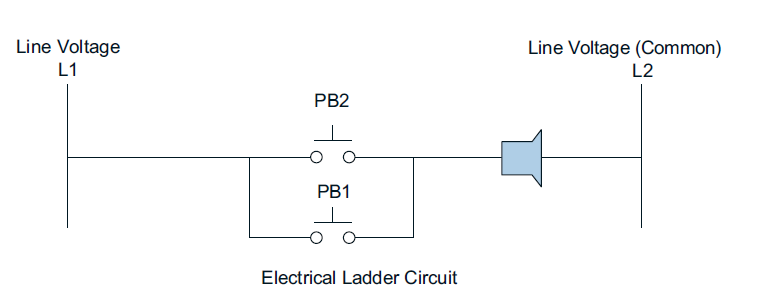 Line Voltage
L1
Line Voltage (Common)
L2
PB2
PB1
Electrical Ladder Circuit